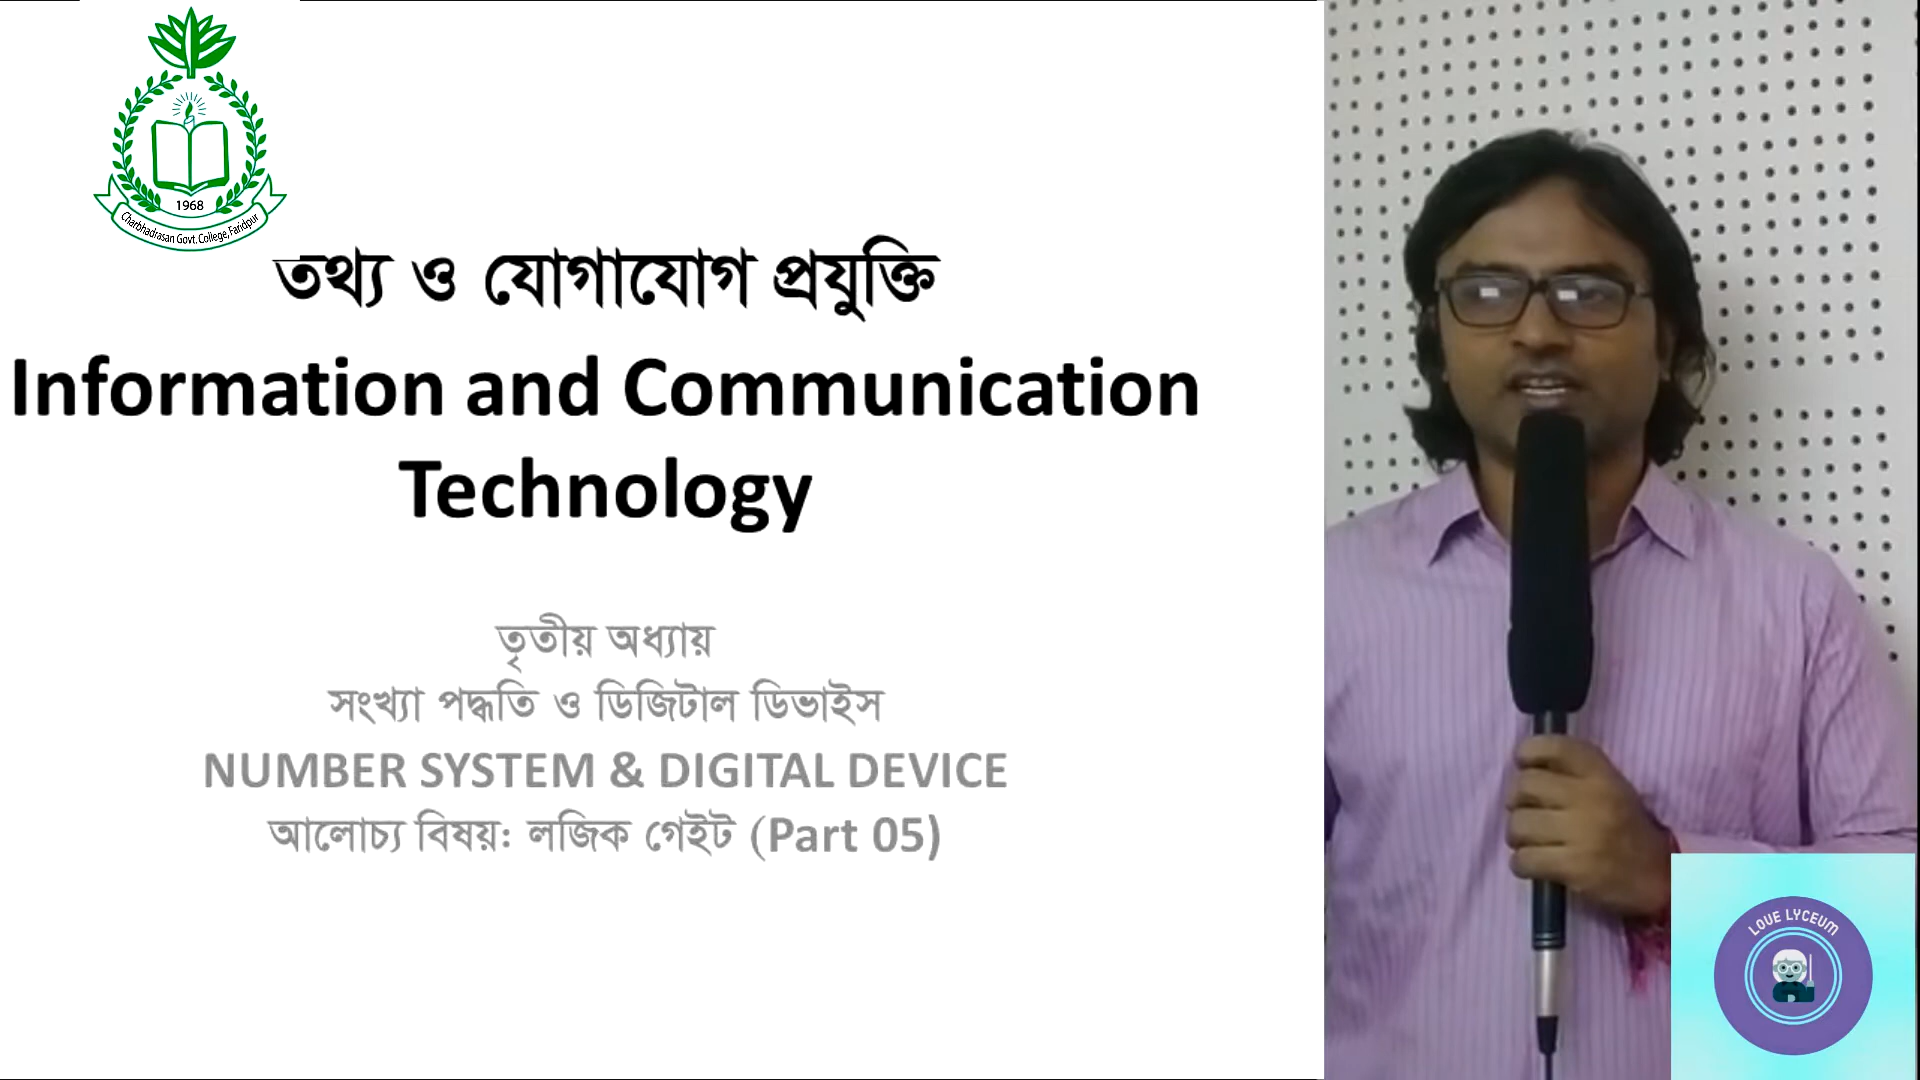 1968
Charbhadrasan Govt. College, Faridpur
তথ্য ও যোগাযোগ প্রযুক্তি
Information and Communication
Technology
তৃতীয় অধ্যায়
সংখ্যা পদ্ধতি ও ডিজিটাল ডিভাইস
NUMBER SYSTEM & DIGITAL DEVICE
আলোচ্য বিষয়: লজিক গেইট (Part 05)
LOVE LYCEUM